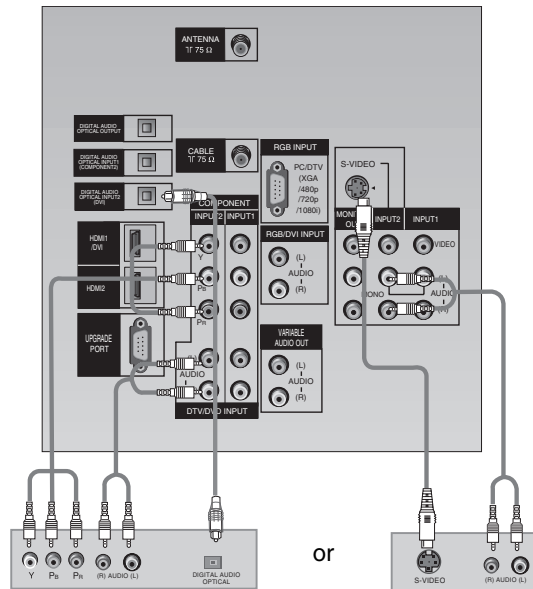 ANTENNA
75 Ω
DIGITAL AUDIO
OPTICAL OUTPUT
DIGITAL AUDIO
OPTICAL INPUT1
(COMPONENT2)
DIGITAL AUDIO
OPTICAL INPUT2
(DVI)
CABLE
75 Ω
RGB INPUT
PC/DTV
(XGA
/480p
/720p
/1080i)
S-VIDEO
COMPONENT
INPUT2 INPUT1
HDMI1
/DVI
HDMI2
UPGRADE
PORT
Y
PB
PR
(L)
AUDIO
DTV/DVD INPUT
RGB/DVI INPUT
(L)
AUDIO
(R)
VARIABLE
AUDIO OUT
(L)
AUDIO
(R)
INPUT2 INPUT1
VIDEO
AUDIO
Y PB PR (R) AUDIO (L)
DIGITAL AUDIO
OPTICAL
or
S-VIDEO
(R) AUDIO (L)